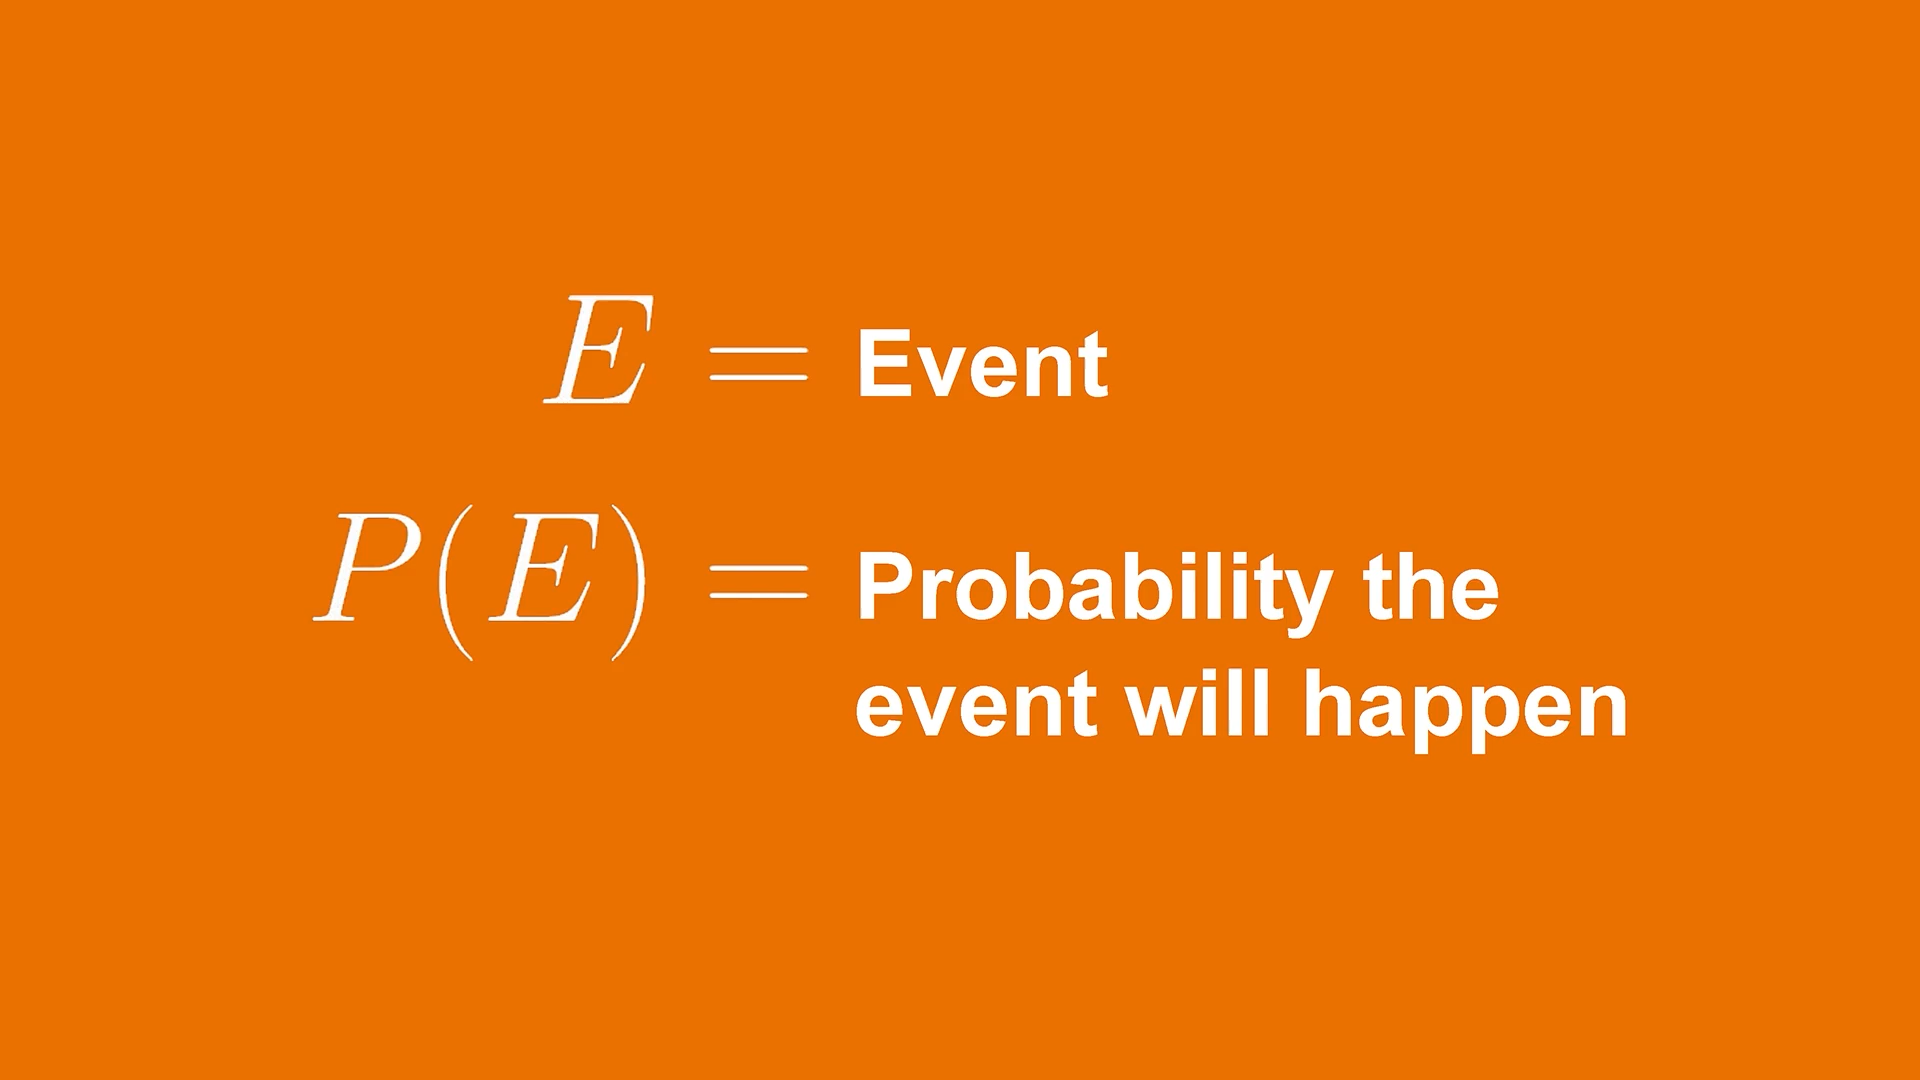 E = Event
P(E) = Probability the
event will happen